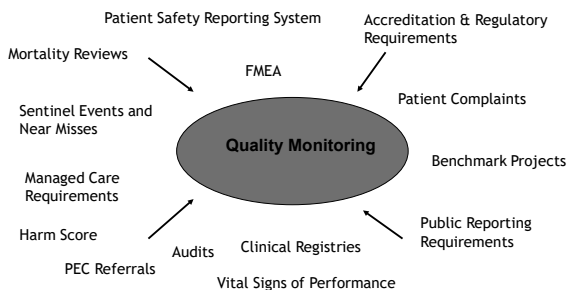 Patient Safety Reporting System
Accreditation & Regulatory
Requirements
Mortality Reviews
FMEA
Patient Complaints
Sentinel Events and
Near Misses
Quality Monitoring
Benchmark Projects
Managed Care
Requirements
Public Reporting
Requirements
Harm Score
Audits
Clinical Registries
PEC Referrals
Vital Signs of Performance